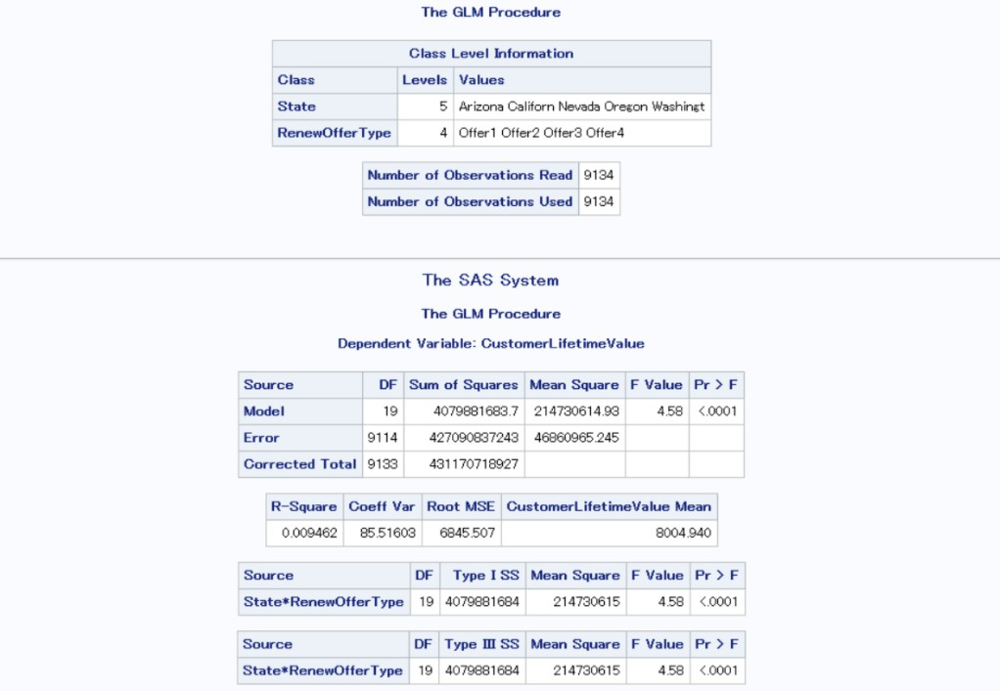 The GLM Procedure
Class Level Information
Class Levels Values
State 5 Arizona Californ Nevada Oregon Washingt
RenewOfferType 4 Offer1 Offer2 Offer3 Offer4
Number of Observations Read 9134
Number of Observations Used 9134
The SAS System
The GLM Procedure
Dependent Variable: CustomerLifetimeValue
Source DF Sum of Squares Mean Square F Value Pr > F
Model 19 4079881683.7 214730614.93 4.58 <.0001
Error 9114 427090837243 46860965.245
Corrected Total 9133 431170718927
R-Square Coeff Var Root MSE CustomerLifetimeValue Mean
0.009462 85.51603 6845.507 8004.940
Source DF Type I SS Mean Square F Value Pr > F
State*RenewOfferType 19 4079881684 214730615 4.58 <.0001
Source DF Type III SS Mean Square F Value Pr > F
State*RenewOfferType 19 4079881684 214730615 4.58 <.0001